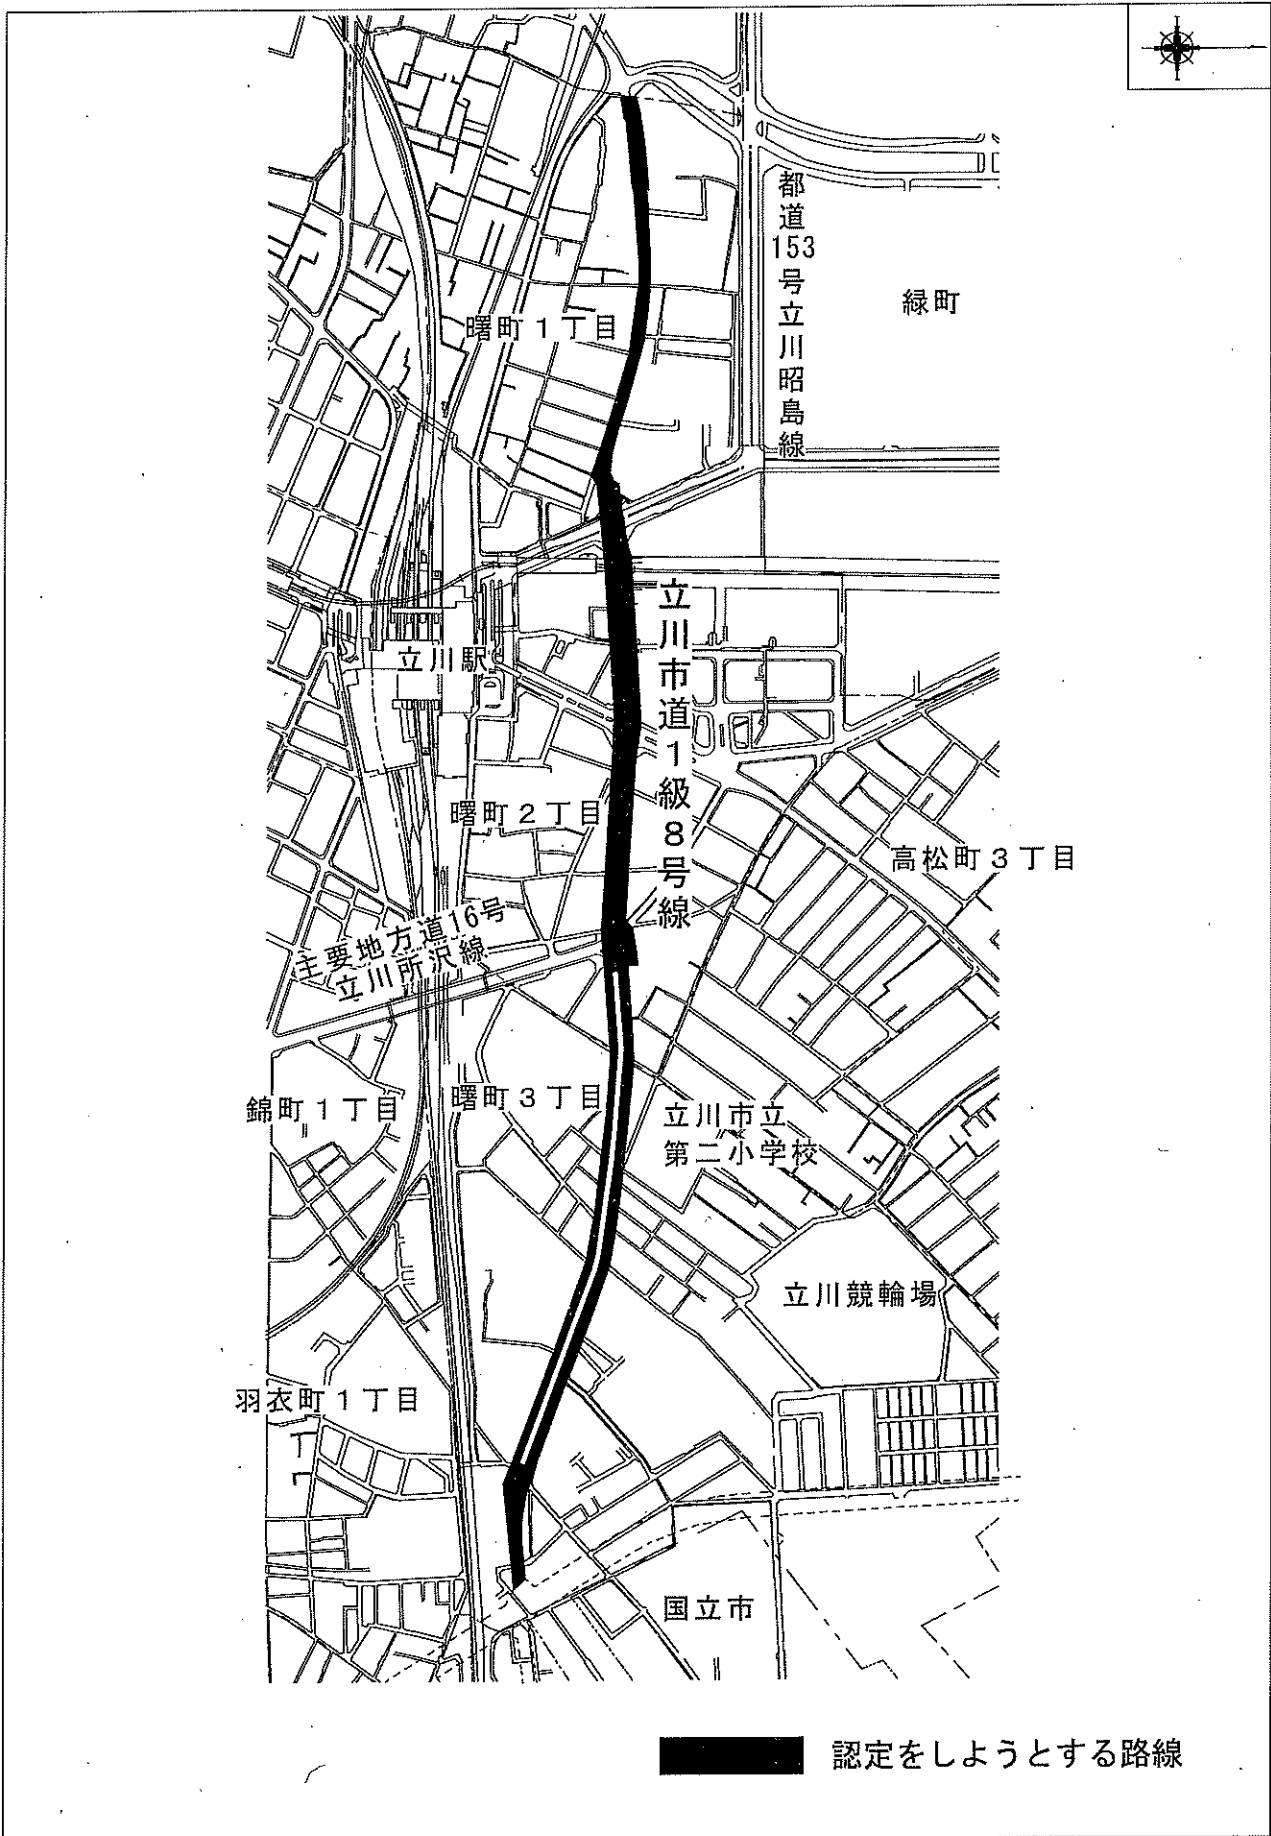 都道153号立川昭島線
緑町
曙町1丁目
立川市道1級8号線
立川駅
曙町2丁目
高松町3丁目
主要地方道16号
立川所沢線
錦町1丁目
曙町3丁目
立川市立
第二小学校
立川競輪場
羽衣町1丁目
国立市
認定をしようとする路線